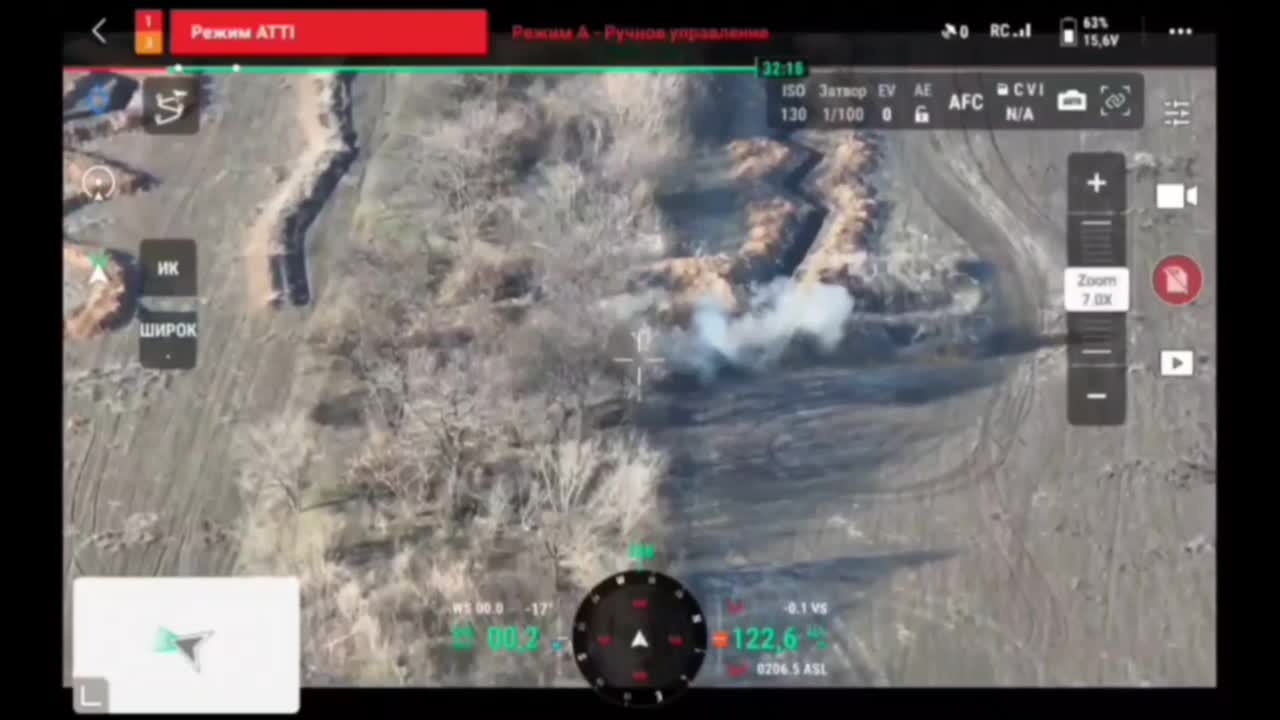 1
3
Режим ATTI
Режим А - Ручное управление
0
RC
63%
15,6V
32:18
ISO
130
Затвор
1/100
EV
0
AE
AFC
C V I
N/A
ИК
ШИРОК
+
Zoom
7.0X
−
WS 00.0
-17°
00,2
-0.1 VS
122,6
0206.5 ASL